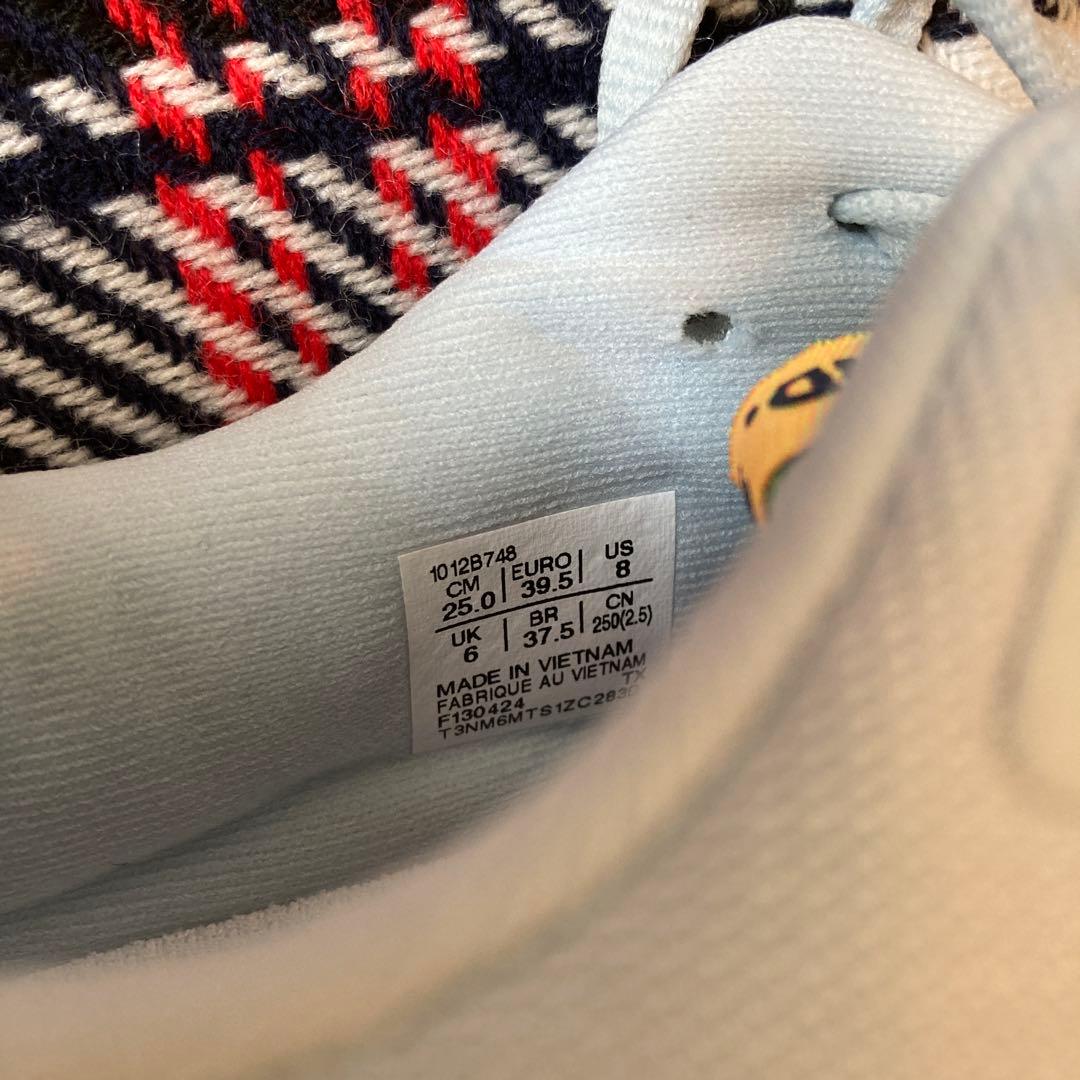 1012B748
CM EURO US
25.0 39.5 8
UK BR CN
6 37.5 250(2.5)
MADE IN VIETNAM
FABRIQUE AU VIETNAM
F130424 TX